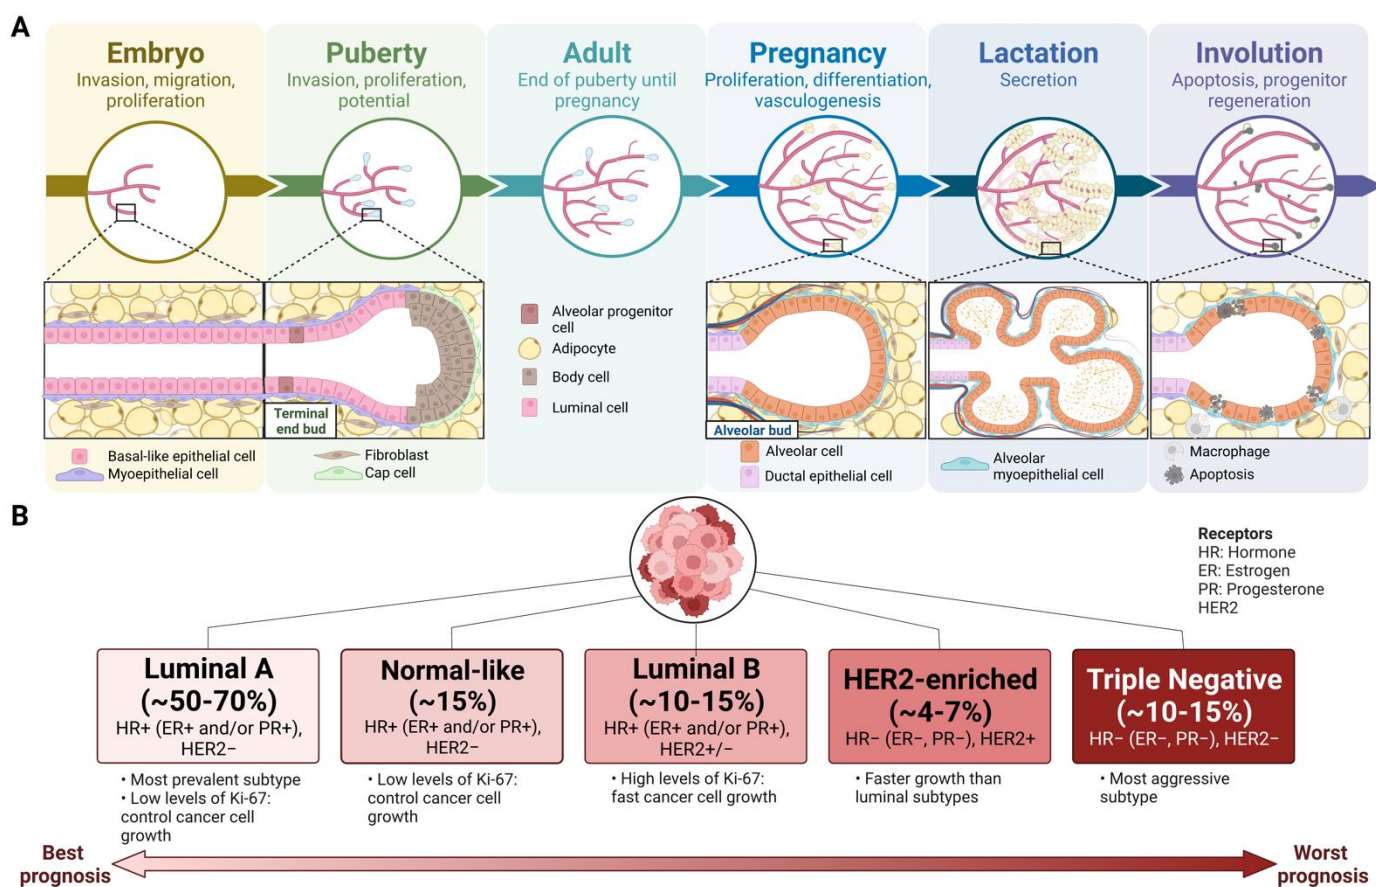 A
Embryo
Invasion, migration,
proliferation
Puberty
Invasion, proliferation,
potential
Adult
End of puberty until
pregnancy
Pregnancy
Proliferation, differentiation,
vasculogenesis
Lactation
Secretion
Involution
Apoptosis, progenitor
regeneration
Terminal
end bud
Alveolar progenitor
cell
Adipocyte
Body cell
Luminal cell
Alveolar bud
Basal-like epithelial cell
Myoepithelial cell
Fibroblast
Cap cell
Alveolar cell
Ductal epithelial cell
Alveolar
myoepithelial cell
Macrophage
Apoptosis
B
Receptors
HR: Hormone
ER: Estrogen
PR: Progesterone
HER2
Luminal A
(~50-70%)
HR+ (ER+ and/or PR+),
HER2−
• Most prevalent subtype
• Low levels of Ki-67:
control cancer cell
growth
Normal-like
(~15%)
HR+ (ER+ and/or PR+),
HER2−
• Low levels of Ki-67:
control cancer cell
growth
Luminal B
(~10-15%)
HR+ (ER+ and/or PR+),
HER2+/−
• High levels of Ki-67:
fast cancer cell growth
HER2-enriched
(~4-7%)
HR− (ER−, PR−), HER2+
• Faster growth than
luminal subtypes
Triple Negative
(~10-15%)
HR− (ER−, PR−), HER2−
• Most aggressive
subtype
Best
prognosis
Worst
prognosis